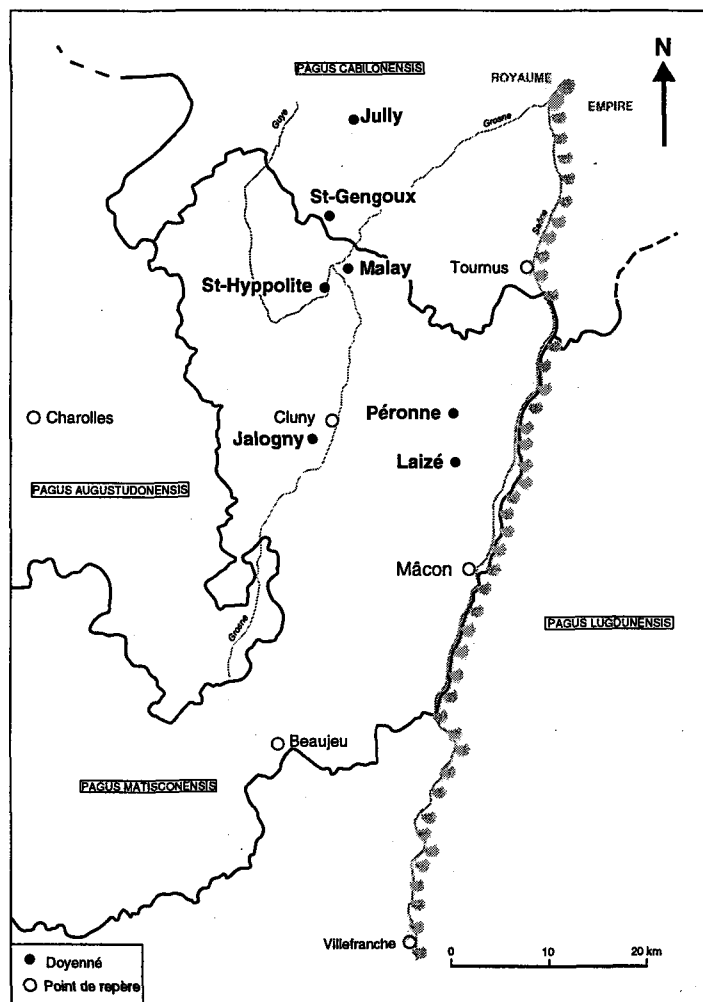 N
PAGUS CABILONENSIS
ROYAUME
EMPIRE
Guye
Jully
Grosne
St-Gengoux
Saône
Malay
Tournus
St-Hyppolite
Charolles
Cluny
Péronne
Jalogny
Laizé
PAGUS AUGUSTUDONENSIS
Mâcon
Grosne
PAGUS LUGDUNENSIS
Beaujeu
PAGUS MATISCONENSIS
Villefranche
0 10 20 km
Doyenné
Point de repère